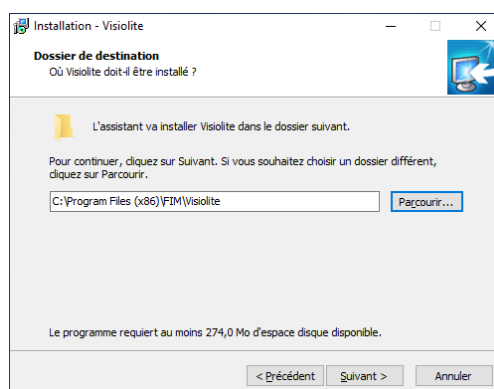 Installation - Visiolite
Dossier de destination
Où Visiolite doit-il être installé ?
L'assistant va installer Visiolite dans le dossier suivant.
Pour continuer, cliquez sur Suivant. Si vous souhaitez choisir un dossier différent,
cliquez sur Parcourir.
C:\Program Files (x86)\FIM\Visiolite
Parcourir...
Le programme requiert au moins 274,0 Mo d'espace disque disponible.
< Précédent
Suivant >
Annuler